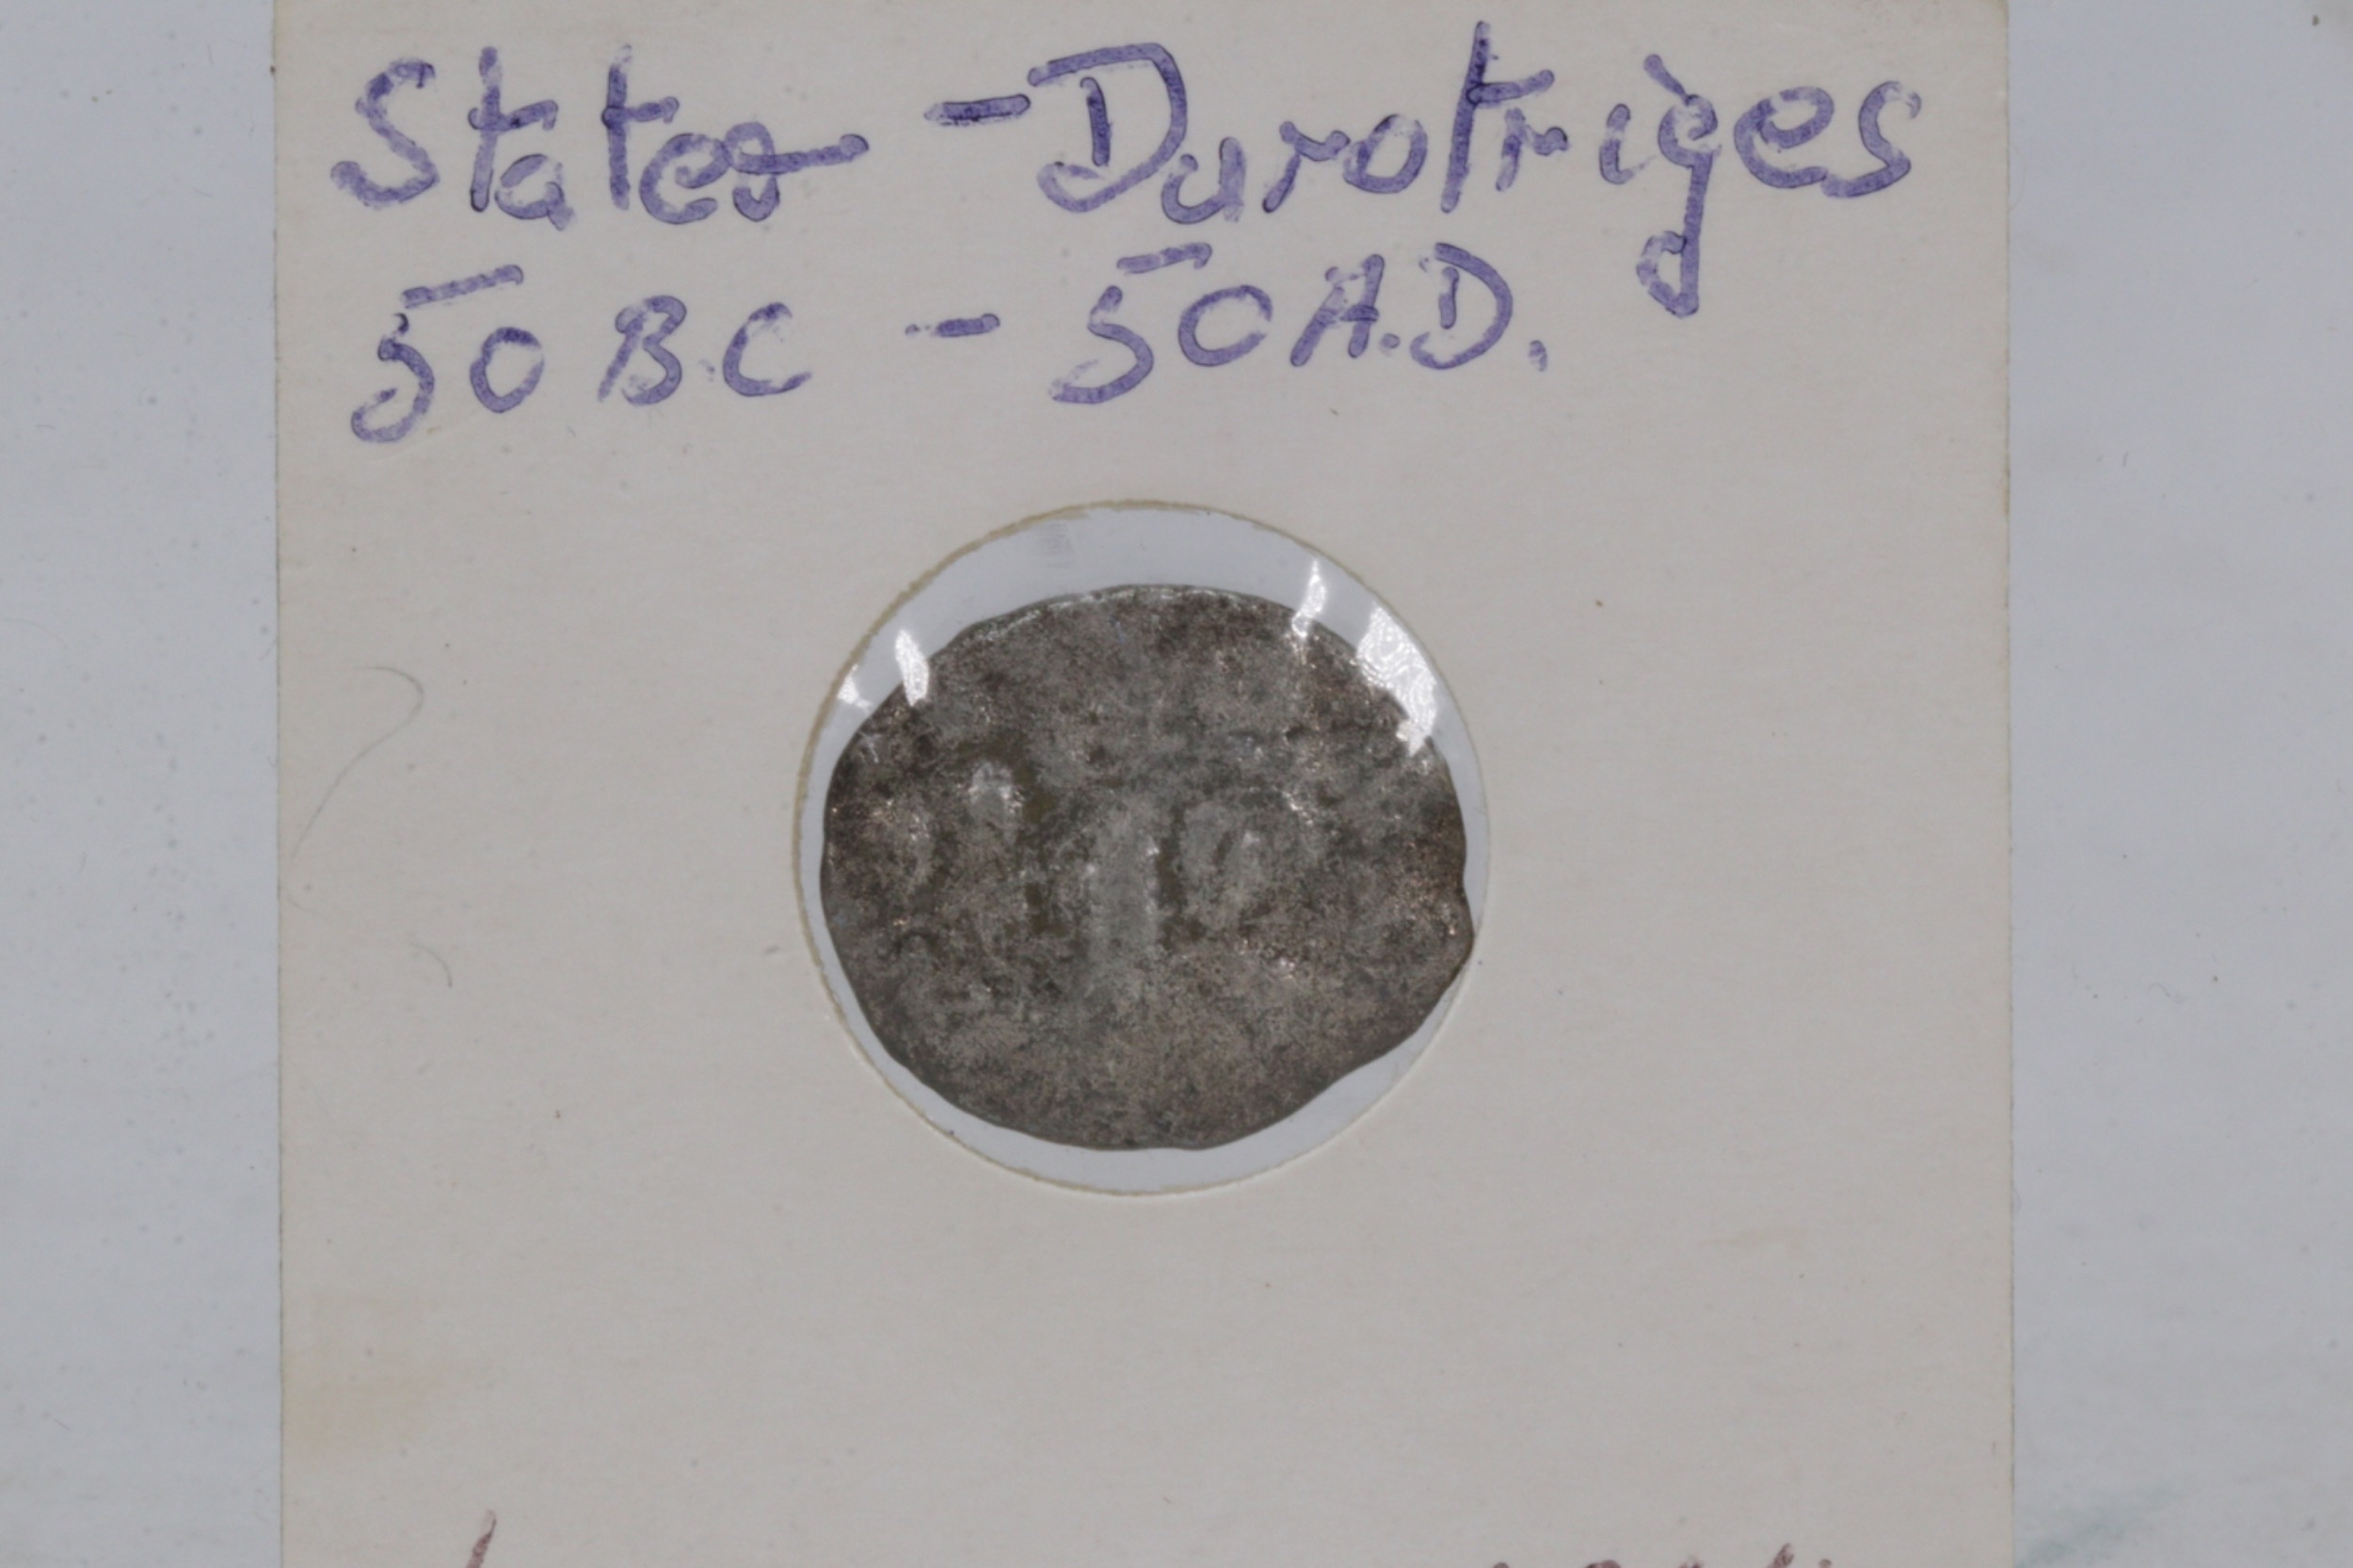 Stater - Durotriges
50 BC - 50 A.D.